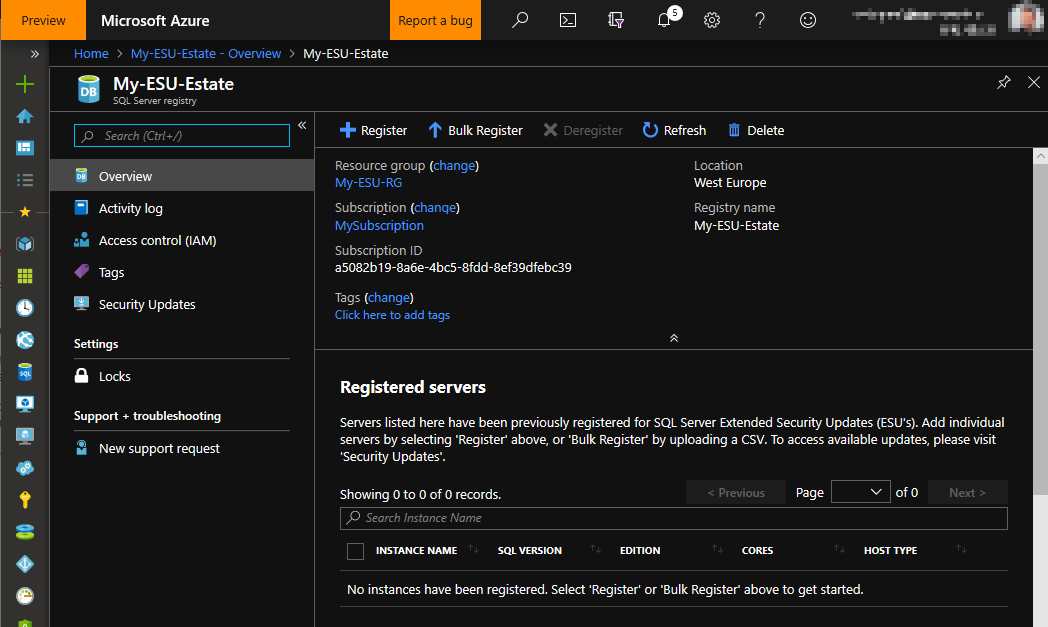 Preview
Microsoft Azure
Report a bug
5
Home > My-ESU-Estate - Overview > My-ESU-Estate
My-ESU-Estate
SQL Server registry
Search (Ctrl+/)
Overview
Activity log
Access control (IAM)
Tags
Security Updates
Settings
Locks
Support + troubleshooting
New support request
Register
Bulk Register
Deregister
Refresh
Delete
Resource group (change)
My-ESU-RG
Location
West Europe
Subscription (change)
MySubscription
Registry name
My-ESU-Estate
Subscription ID
a5082b19-8a6e-4bc5-8fdd-8ef39dfebc39
Tags (change)
Click here to add tags
Registered servers
Servers listed here have been previously registered for SQL Server Extended Security Updates (ESU's). Add individual
servers by selecting 'Register' above, or 'Bulk Register' by uploading a CSV. To access available updates, please visit
'Security Updates'.
Showing 0 to 0 of 0 records.
< Previous
Page
of 0
Next >
Search Instance Name
INSTANCE NAME
SQL VERSION
EDITION
CORES
HOST TYPE
No instances have been registered. Select 'Register' or 'Bulk Register' above to get started.